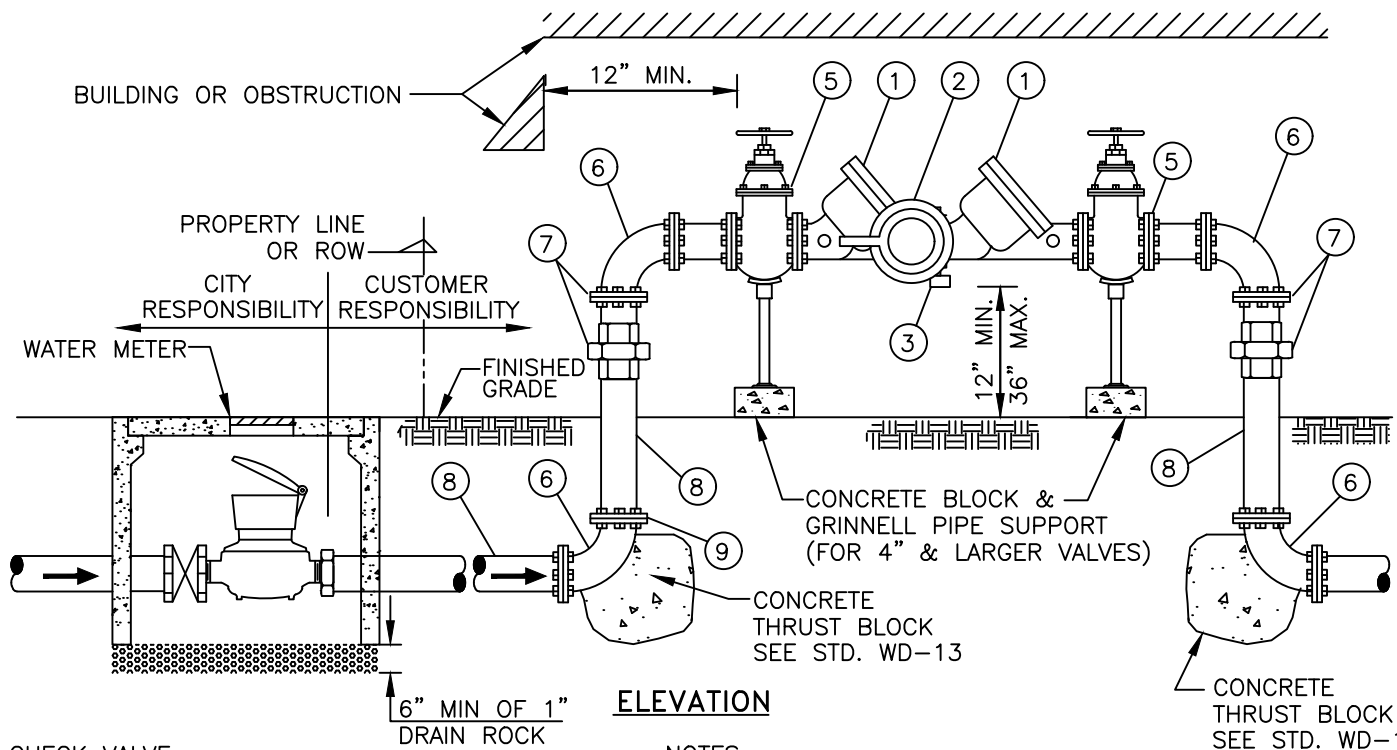 BUILDING OR OBSTRUCTION
12" MIN.
5
1
2
1
6
5
6
PROPERTY LINE
OR ROW
7
7
CITY
RESPONSIBILITY
CUSTOMER
RESPONSIBILITY
3
12" MIN.
36" MAX.
WATER METER
FINISHED
GRADE
8
6
8
8
6
CONCRETE BLOCK &
GRINNELL PIPE SUPPORT
(FOR 4" & LARGER VALVES)
9
CONCRETE
THRUST BLOCK
SEE STD. WD-13
CONCRETE
THRUST BLOCK
SEE STD. WD-
6" MIN OF 1"
DRAIN ROCK
ELEVATION
CHECK VALVE
NOTES